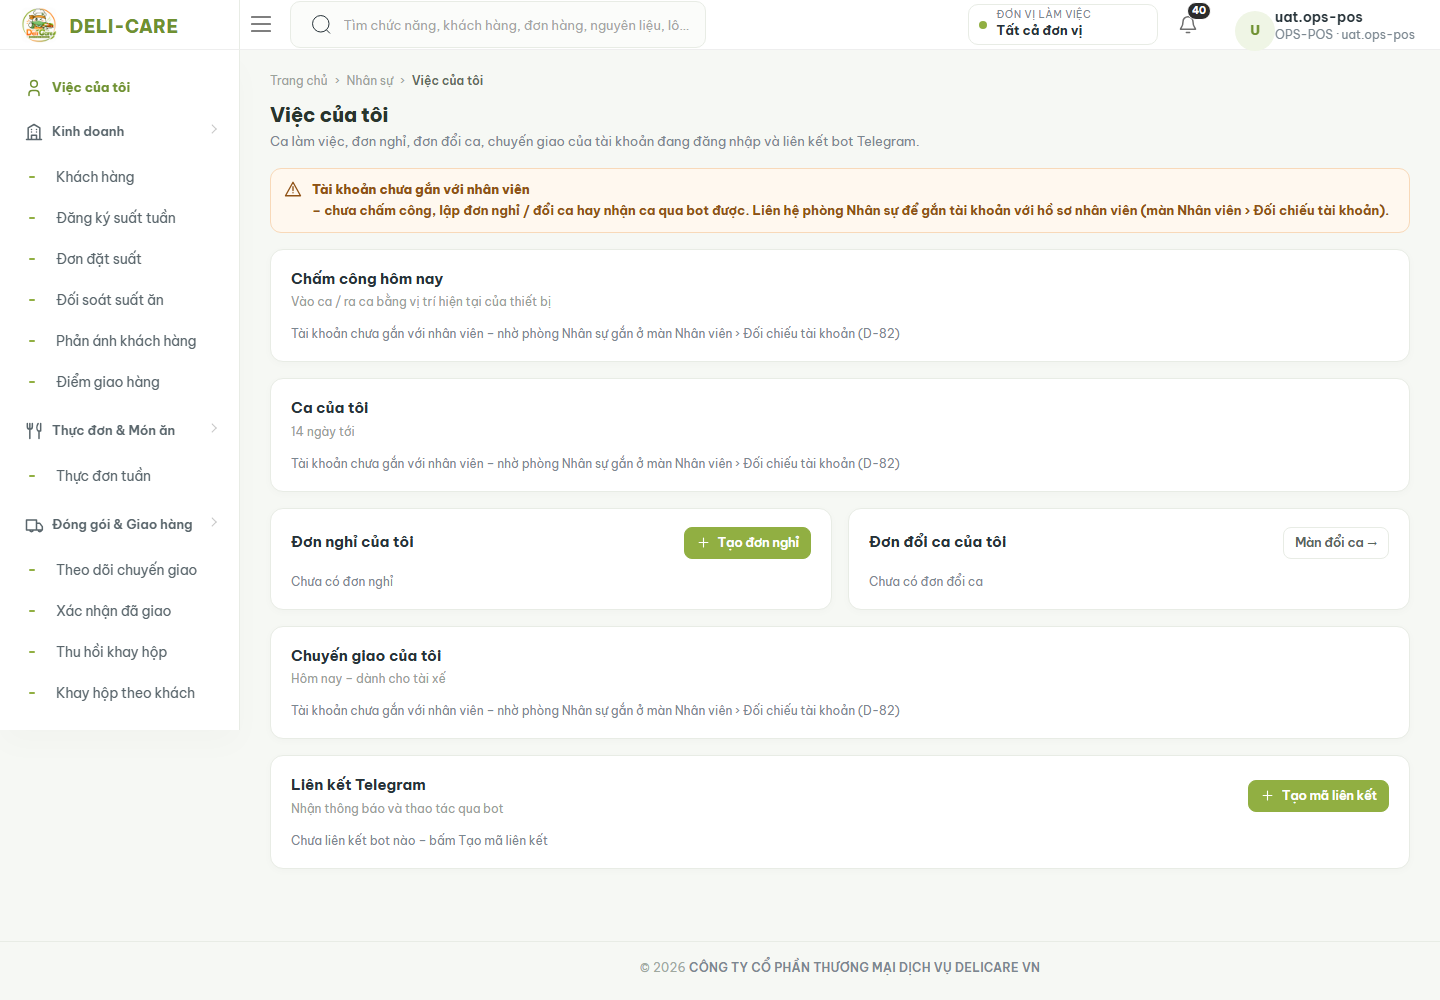 DELI-CARE
Tìm chức năng, khách hàng, đơn hàng, nguyên liệu, lô...
ĐƠN VỊ LÀM VIỆC
Tất cả đơn vị
40
U
uat.ops-pos
OPS-POS · uat.ops-pos
Việc của tôi
Kinh doanh
Khách hàng
Đăng ký suất tuần
Đơn đặt suất
Đối soát suất ăn
Phản ánh khách hàng
Điểm giao hàng
Thực đơn & Món ăn
Thực đơn tuần
Đóng gói & Giao hàng
Theo dõi chuyến giao
Xác nhận đã giao
Thu hồi khay hộp
Khay hộp theo khách
Trang chủ › Nhân sự › Việc của tôi
Việc của tôi
Ca làm việc, đơn nghỉ, đơn đổi ca, chuyến giao của tài khoản đang đăng nhập và liên kết bot Telegram.
Tài khoản chưa gắn với nhân viên
– chưa chấm công, lập đơn nghỉ / đổi ca hay nhận ca qua bot được. Liên hệ phòng Nhân sự để gắn tài khoản với hồ sơ nhân viên (màn Nhân viên › Đối chiếu tài khoản).
Chấm công hôm nay
Vào ca / ra ca bằng vị trí hiện tại của thiết bị
Tài khoản chưa gắn với nhân viên – nhờ phòng Nhân sự gắn ở màn Nhân viên › Đối chiếu tài khoản (D-82)
Ca của tôi
14 ngày tới
Tài khoản chưa gắn với nhân viên – nhờ phòng Nhân sự gắn ở màn Nhân viên › Đối chiếu tài khoản (D-82)
Đơn nghỉ của tôi
Tạo đơn nghỉ
Chưa có đơn nghỉ
Đơn đổi ca của tôi
Màn đổi ca →
Chưa có đơn đổi ca
Chuyến giao của tôi
Hôm nay – dành cho tài xế
Tài khoản chưa gắn với nhân viên – nhờ phòng Nhân sự gắn ở màn Nhân viên › Đối chiếu tài khoản (D-82)
Liên kết Telegram
Nhận thông báo và thao tác qua bot
Tạo mã liên kết
Chưa liên kết bot nào – bấm Tạo mã liên kết
© 2026 CÔNG TY CỔ PHẦN THƯƠNG MẠI DỊCH VỤ DELICARE VN